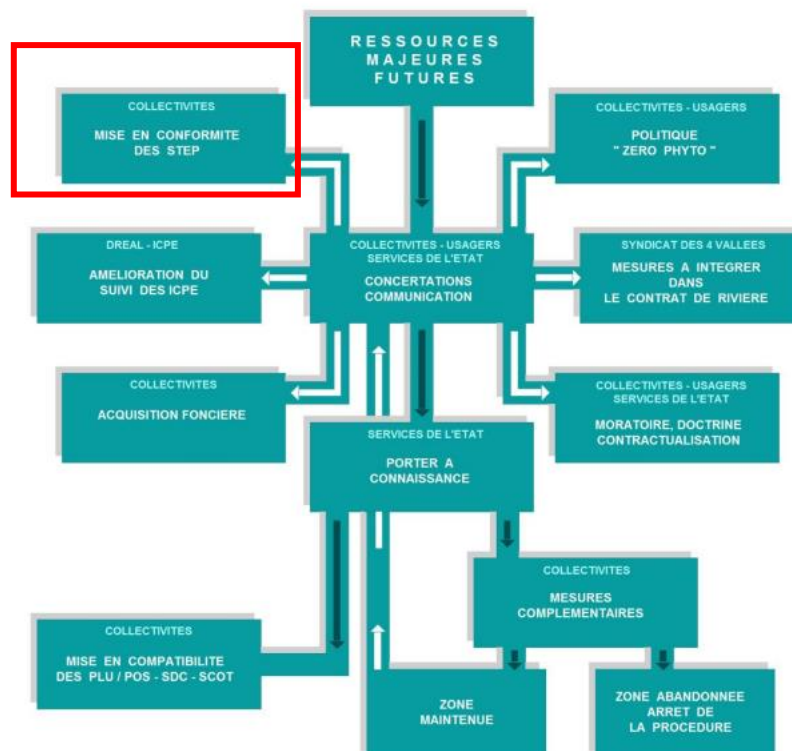 RESSOURCES
MAJEURES
FUTURES
COLLECTIVITES
MISE EN CONFORMITE
DES STEP
COLLECTIVITES - USAGERS
POLITIQUE
" ZERO PHYTO "
DREAL - ICPE
AMELIORATION DU
SUIVI DES ICPE
COLLECTIVITES - USAGERS
SERVICES DE L'ETAT
CONCERTATIONS
COMMUNICATION
SYNDICAT DES 4 VALLEES
MESURES A INTEGRER
DANS
LE CONTRAT DE RIVIERE
COLLECTIVITES
ACQUISITION FONCIERE
COLLECTIVITES - USAGERS
SERVICES DE L'ETAT
MORATOIRE, DOCTRINE
CONTRACTUALISATION
SERVICES DE L'ETAT
PORTER A
CONNAISSANCE
COLLECTIVITES
MESURES
COMPLEMENTAIRES
COLLECTIVITES
MISE EN COMPATIBILITE
DES PLU / POS - SDC - SCOT
ZONE
MAINTENUE
ZONE ABANDONNEE
ARRET DE
LA PROCEDURE